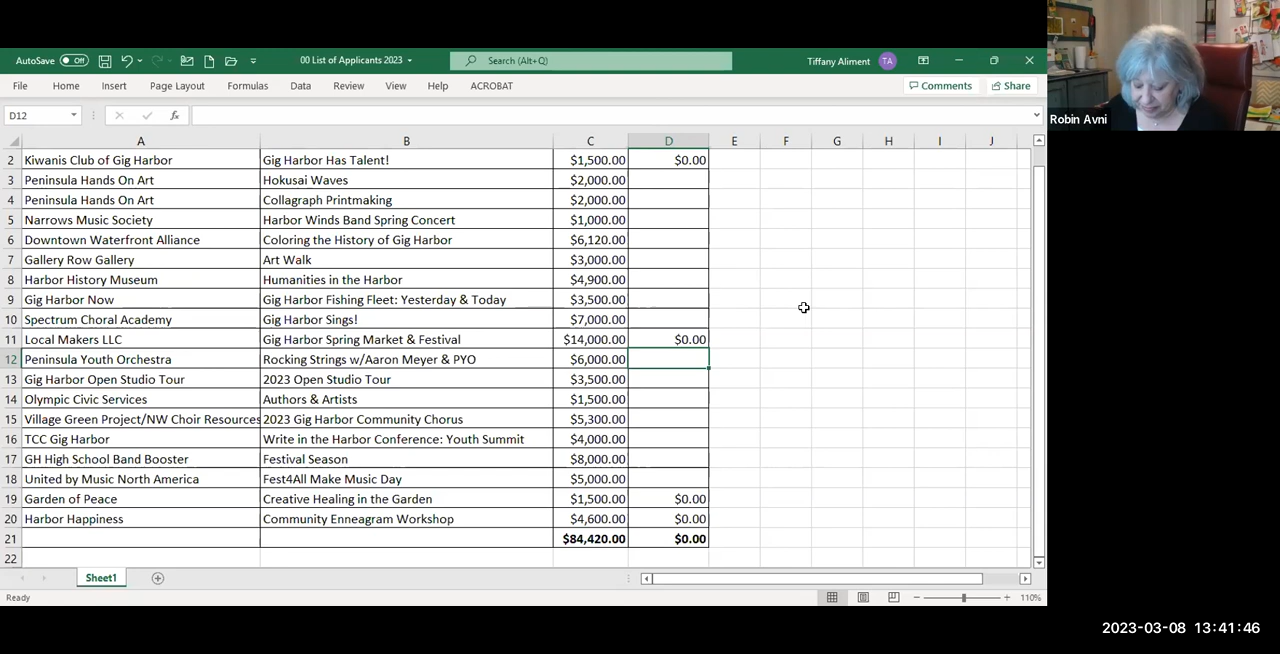 AutoSave Off 00 List of Applicants 2023 Search (Alt+Q) Tiffany Aliment TA
File Home Insert Page Layout Formulas Data Review View Help ACROBAT Comments Share
D12 fx
A B C D E F G H I J
2 Kiwanis Club of Gig Harbor Gig Harbor Has Talent! $1,500.00 $0.00
3 Peninsula Hands On Art Hokusai Waves $2,000.00
4 Peninsula Hands On Art Collagraph Printmaking $2,000.00
5 Narrows Music Society Harbor Winds Band Spring Concert $1,000.00
6 Downtown Waterfront Alliance Coloring the History of Gig Harbor $6,120.00
7 Gallery Row Gallery Art Walk $3,000.00
8 Harbor History Museum Humanities in the Harbor $4,900.00
9 Gig Harbor Now Gig Harbor Fishing Fleet: Yesterday & Today $3,500.00
10 Spectrum Choral Academy Gig Harbor Sings! $7,000.00
11 Local Makers LLC Gig Harbor Spring Market & Festival $14,000.00 $0.00
12 Peninsula Youth Orchestra Rocking Strings w/Aaron Meyer & PYO $6,000.00
13 Gig Harbor Open Studio Tour 2023 Open Studio Tour $3,500.00
14 Olympic Civic Services Authors & Artists $1,500.00
15 Village Green Project/NW Choir Resources 2023 Gig Harbor Community Chorus $5,300.00
16 TCC Gig Harbor Write in the Harbor Conference: Youth Summit $4,000.00
17 GH High School Band Booster Festival Season $8,000.00
18 United by Music North America Fest4All Make Music Day $5,000.00
19 Garden of Peace Creative Healing in the Garden $1,500.00 $0.00
20 Harbor Happiness Community Enneagram Workshop $4,600.00 $0.00
21 $84,420.00 $0.00
22
Sheet1
Ready 110%
Robin Avni
2023-03-08 13:41:46